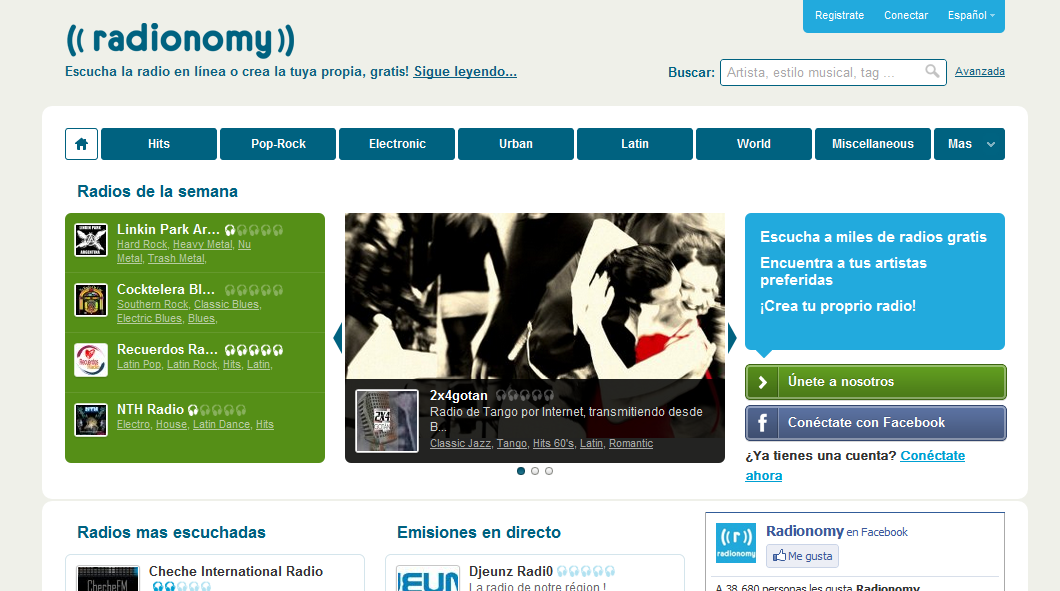 Registrate Conectar Español
((radionomy))
Escucha la radio en línea o crea la tuya propia, gratis! Sigue leyendo...
Buscar: Artista, estilo musical, tag ... Avanzada
Hits Pop-Rock Electronic Urban Latin World Miscellaneous Mas
Radios de la semana
Linkin Park Ar...
Hard Rock, Heavy Metal, Nu
Metal, Trash Metal,
Cocktelera Bl...
Southern Rock, Classic Blues,
Electric Blues, Blues,
Recuerdos Ra...
Latin Pop, Latin Rock, Hits, Latin,
NTH Radio
Electro, House, Latin Dance, Hits
2x4gotan
Radio de Tango por Internet, transmitiendo desde
B...
Classic Jazz, Tango, Hits 60's, Latin, Romantic
Escucha a miles de radios gratis
Encuentra a tus artistas
preferidas
¡Crea tu proprio radio!
Únete a nosotros
Conéctate con Facebook
¿Ya tienes una cuenta? Conéctate
ahora
Radios mas escuchadas
Cheche International Radio
ChecheFM
Emisiones en directo
Djeunz Radi0
La radio de notre région !
Radionomy en Facebook
Me gusta
radionomy
A 38,680 personas les gusta Radionomy